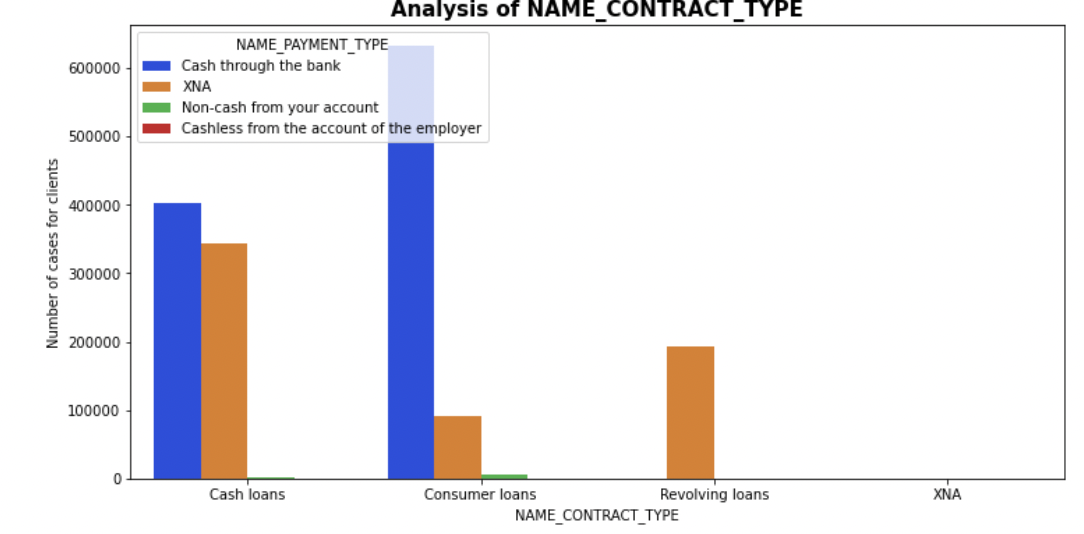 Analysis of NAME_CONTRACT_TYPE
NAME_PAYMENT_TYPE
Cash through the bank
XNA
Non-cash from your account
Cashless from the account of the employer
Number of cases for clients
600000
500000
400000
300000
200000
100000
0
Cash loans
Consumer loans
Revolving loans
XNA
NAME_CONTRACT_TYPE